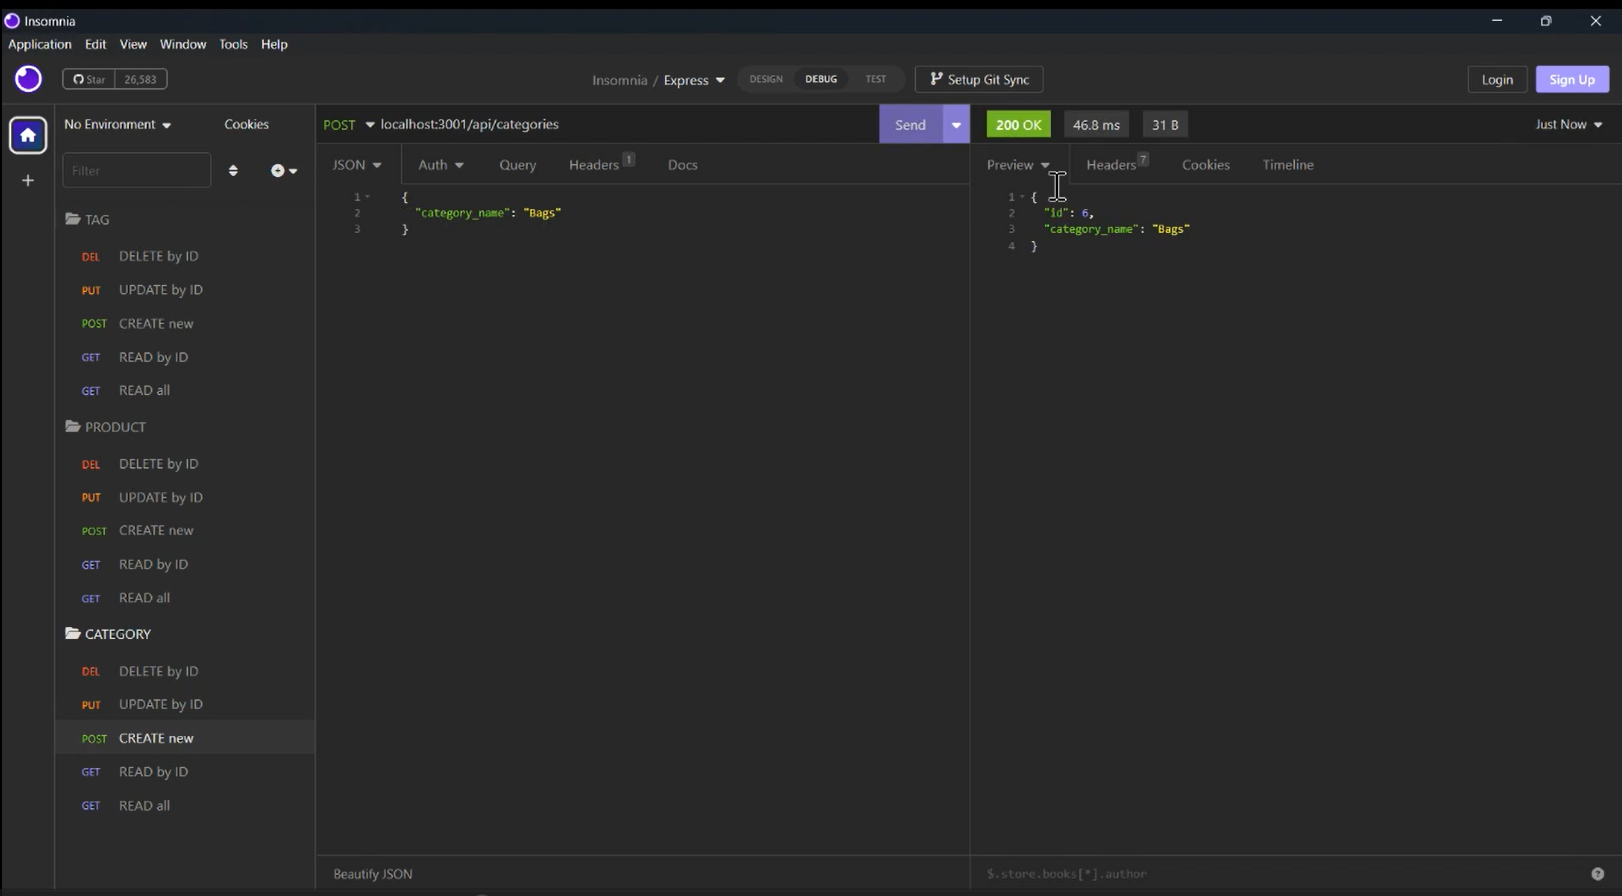 Insomnia
Application Edit View Window Tools Help
Star 26,583
Insomnia / Express
DESIGN DEBUG TEST
Setup Git Sync
Login Sign Up
No Environment Cookies
Filter
TAG
DEL DELETE by ID
PUT UPDATE by ID
POST CREATE new
GET READ by ID
GET READ all
PRODUCT
DEL DELETE by ID
PUT UPDATE by ID
POST CREATE new
GET READ by ID
GET READ all
CATEGORY
DEL DELETE by ID
PUT UPDATE by ID
POST CREATE new
GET READ by ID
GET READ all
POST localhost:3001/api/categories Send
JSON Auth Query Headers 1 Docs
1 {
2 "category_name": "Bags"
3 }
Beautify JSON
200 OK 46.8 ms 31 B Just Now
Preview Headers 7 Cookies Timeline
1 {
2 "id": 6,
3 "category_name": "Bags"
4 }
$.store.books[*].author
?